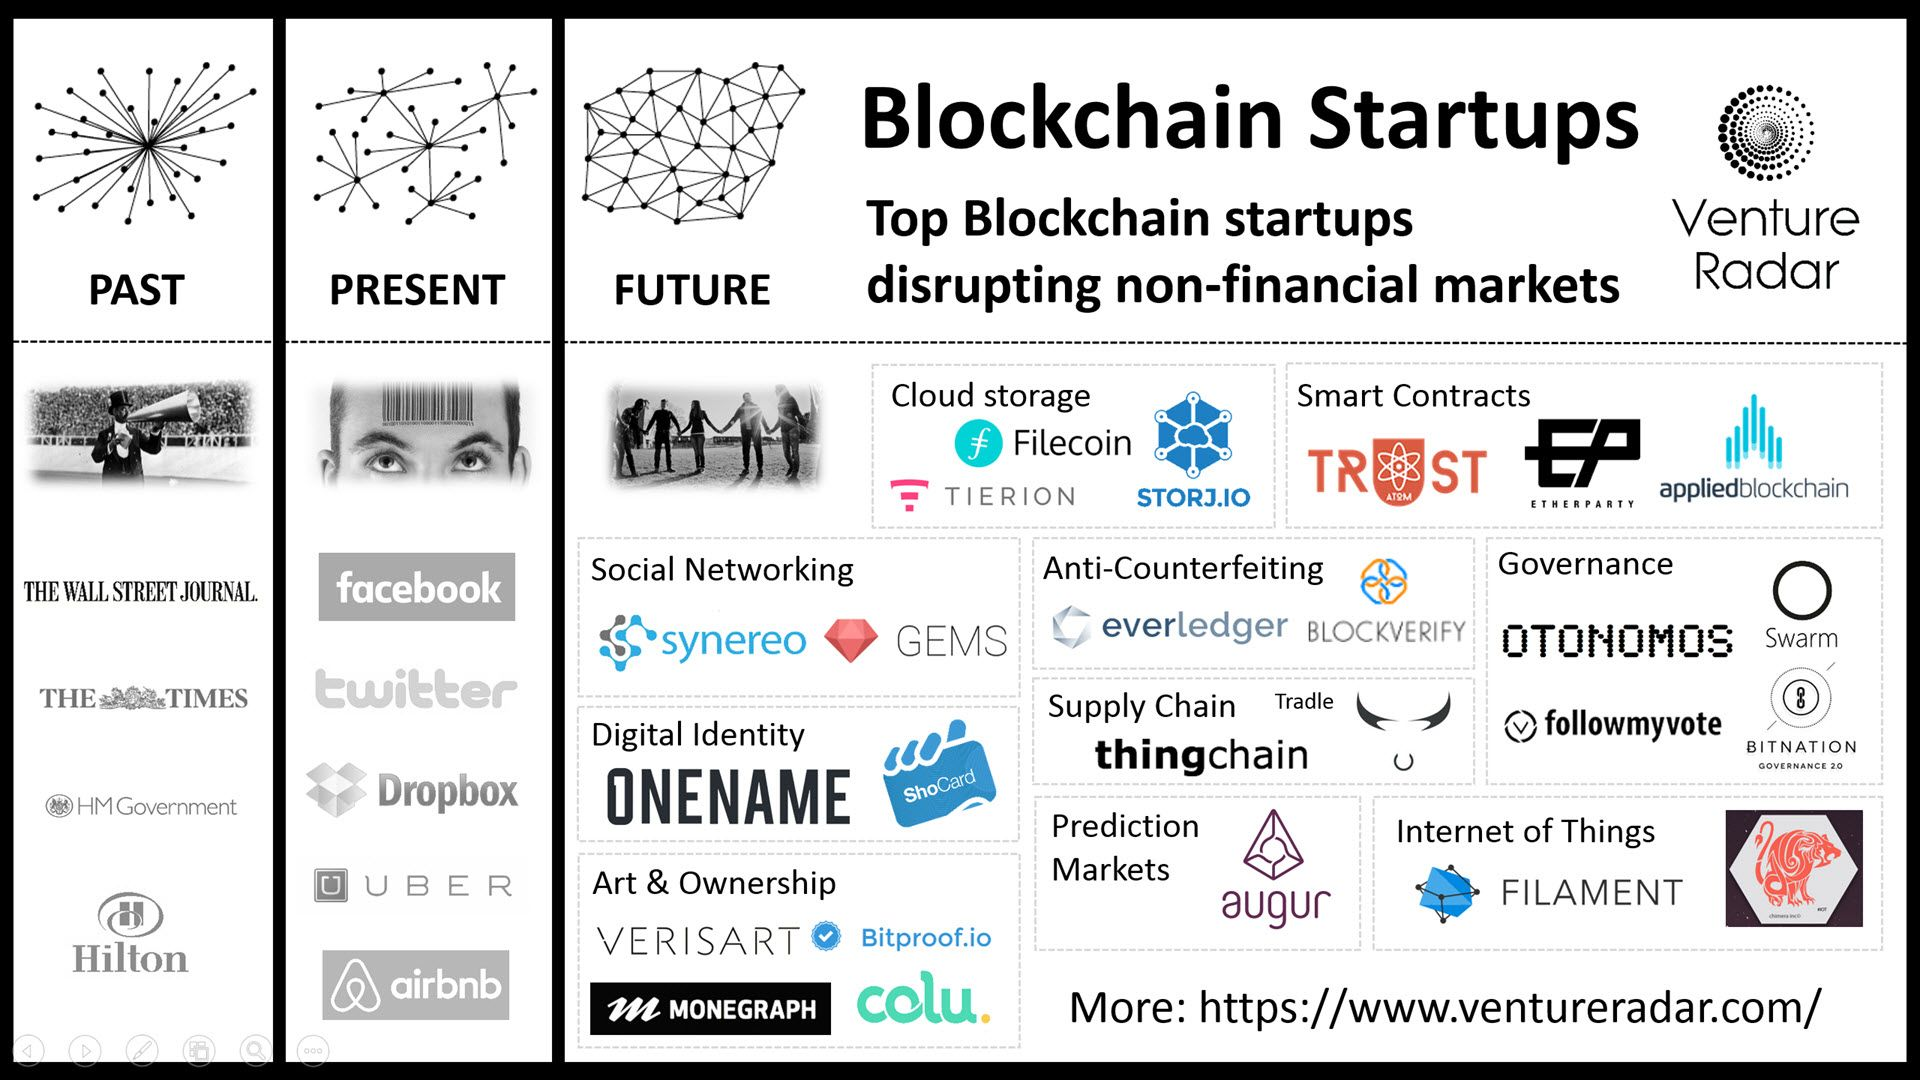 PAST
PRESENT
FUTURE
Blockchain Startups
Top Blockchain startups
disrupting non-financial markets
Venture
Radar
THE WALL STREET JOURNAL.
THE TIMES
HM Government
Hilton
facebook
twitter
Dropbox
UBER
airbnb
Cloud storage
Filecoin
TIERION
STORJ.IO
Smart Contracts
TRUST
ATOM
EP
ETHERPARTY
appliedblockchain
Social Networking
synereo
GEMS
Anti-Counterfeiting
everledger
BLOCKVERIFY
Governance
OTONOMOS
Swarm
followmyvote
BITNATION
GOVERNANCE 2.0
Digital Identity
ONENAME
ShoCard
Supply Chain
Tradle
thingchain
Art & Ownership
VERISART
Bitproof.io
MONEGRAPH
colu.
Prediction
Markets
augur
Internet of Things
FILAMENT
chimera inc©
#IOT
More: https://www.ventureradar.com/